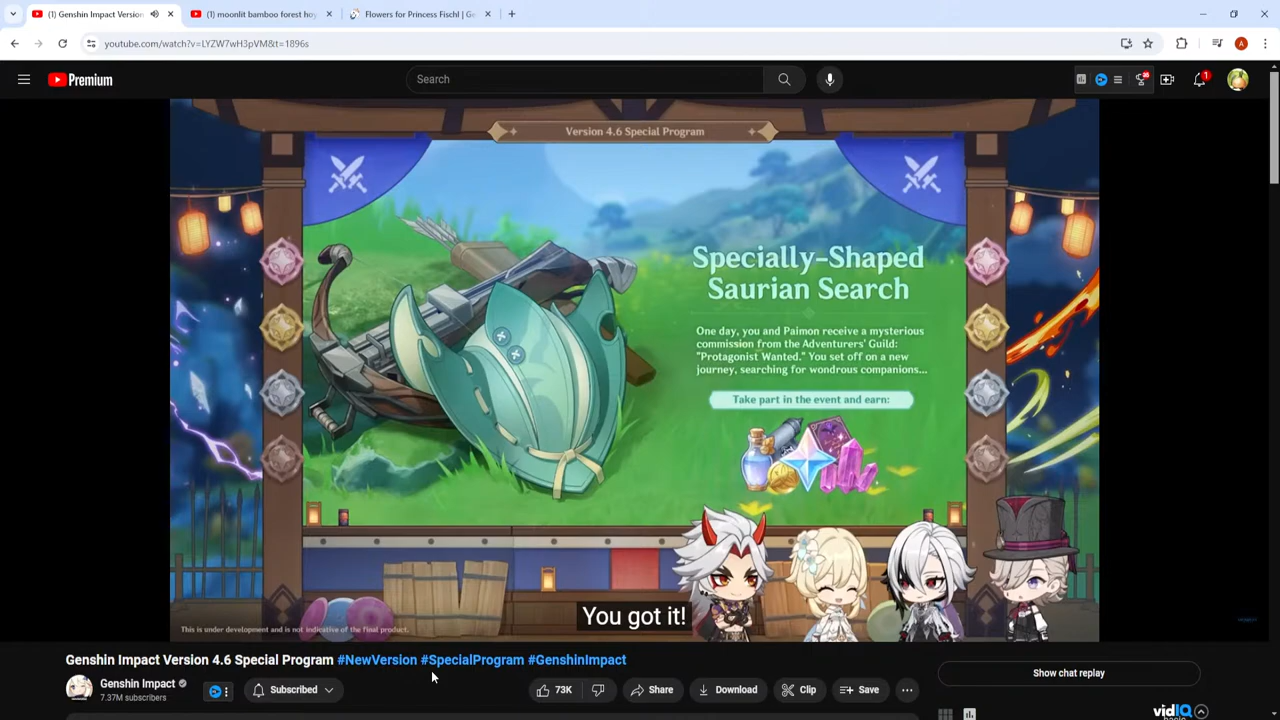 (1) Genshin Impact Version
(1) moonlit bamboo forest hoy
Flowers for Princess Fischl | Ge
youtube.com/watch?v=LYZW7wH3pVM&t=1896s
A
Premium
Search
1
Version 4.6 Special Program
Specially-Shaped
Saurian Search
One day, you and Paimon receive a mysterious
commission from the Adventurers' Guild:
"Protagonist Wanted." You set off on a new
journey, searching for wondrous companions...
Take part in the event and earn:
You got it!
This is under development and is not indicative of the final product.
Genshin Impact Version 4.6 Special Program #NewVersion #SpecialProgram #GenshinImpact
Genshin Impact
7.37M subscribers
Subscribed
73K
Share
Download
Clip
Save
Show chat replay
vidIQ
basic